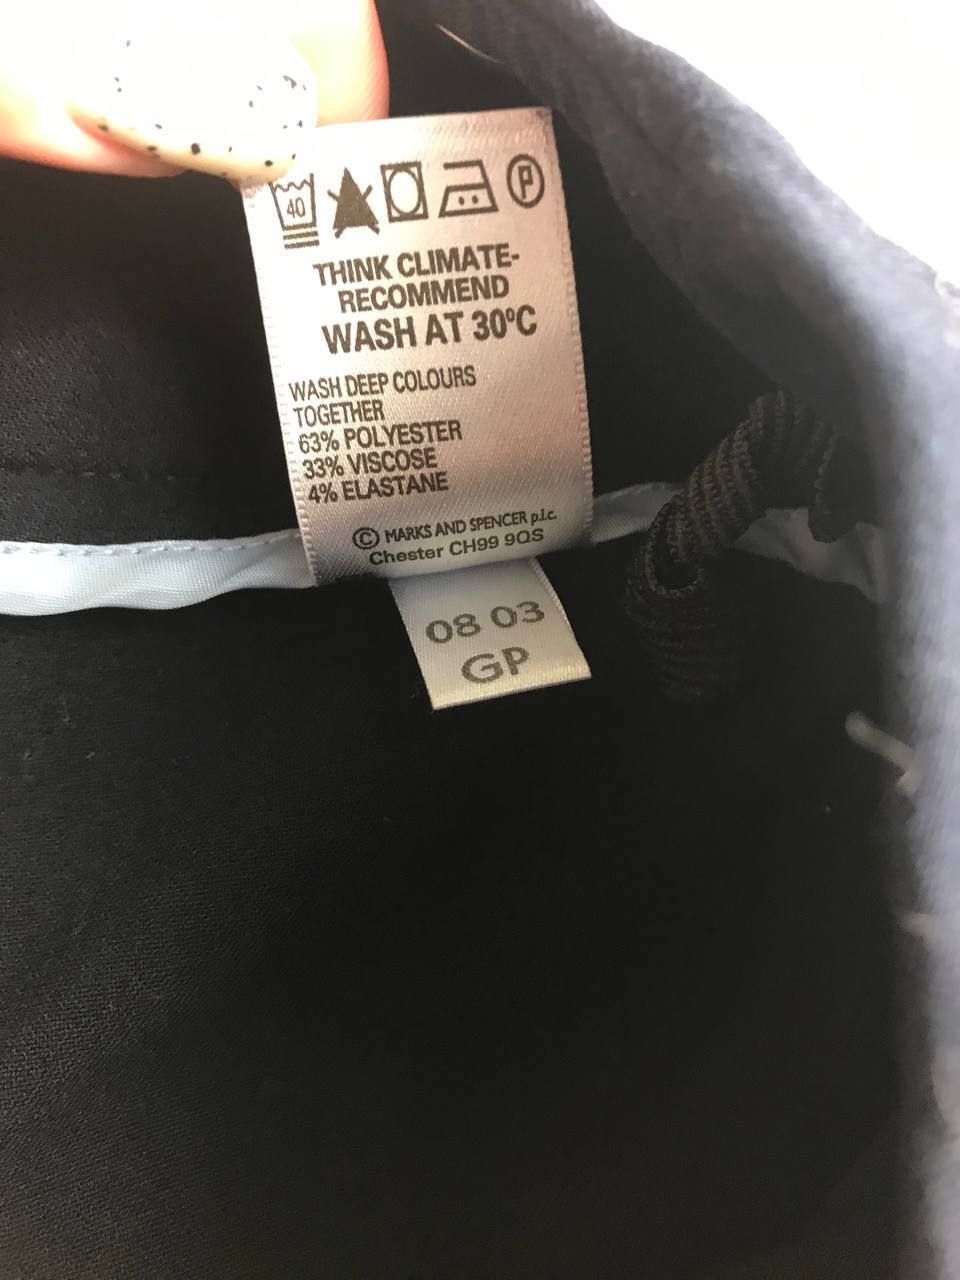 40
P
THINK CLIMATE-
RECOMMEND
WASH AT 30ºC
WASH DEEP COLOURS
TOGETHER
63% POLYESTER
33% VISCOSE
4% ELASTANE
© MARKS AND SPENCER p.l.c.
Chester CH99 9QS
08 03
GP